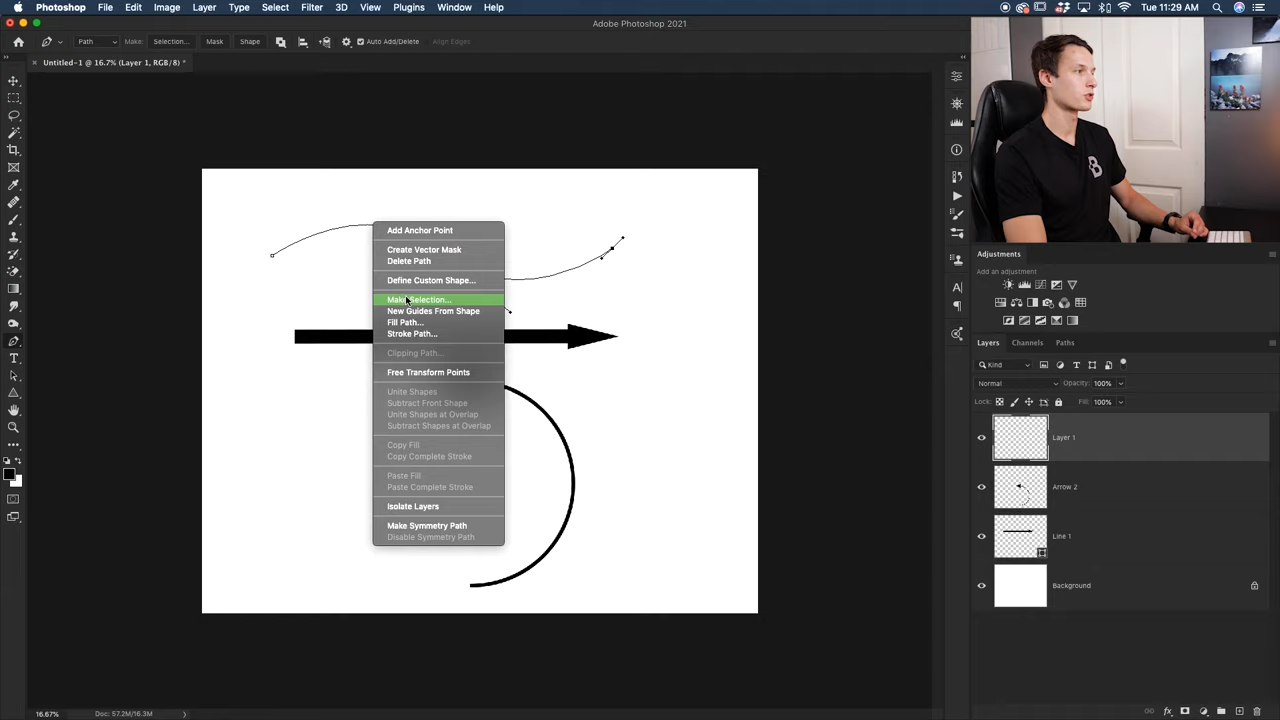 Photoshop File Edit Image Layer Type Select Filter 3D View Plugins Window Help Tue 11:29 AM
Adobe Photoshop 2021
Path Make: Selection... Mask Shape Auto Add/Delete Align Edges
Untitled-1 @ 16.7% (Layer 1, RGB/8) *
Add Anchor Point
Create Vector Mask
Delete Path
Define Custom Shape...
Make Selection...
New Guides From Shape
Fill Path...
Stroke Path...
Clipping Path...
Free Transform Points
Unite Shapes
Subtract Front Shape
Unite Shapes at Overlap
Subtract Shapes at Overlap
Copy Fill
Copy Complete Stroke
Paste Fill
Paste Complete Stroke
Isolate Layers
Make Symmetry Path
Disable Symmetry Path
Adjustments
Add an adjustment
Layers Channels Paths
Kind
Normal Opacity: 100%
Lock: Fill: 100%
Layer 1
Arrow 2
Line 1
Background
16.67% Doc: 57.2M/16.3M